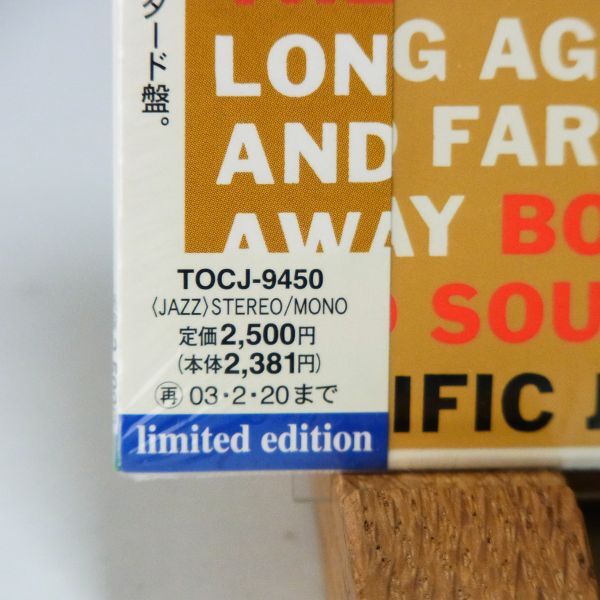 ダード盤。
LONG AG
AND FAR
AWAY BO
D SOU
IFIC J
TOCJ-9450
〈JAZZ〉STEREO/MONO
定価2,500円
(本体2,381円)
再 03・2・20まで
limited edition